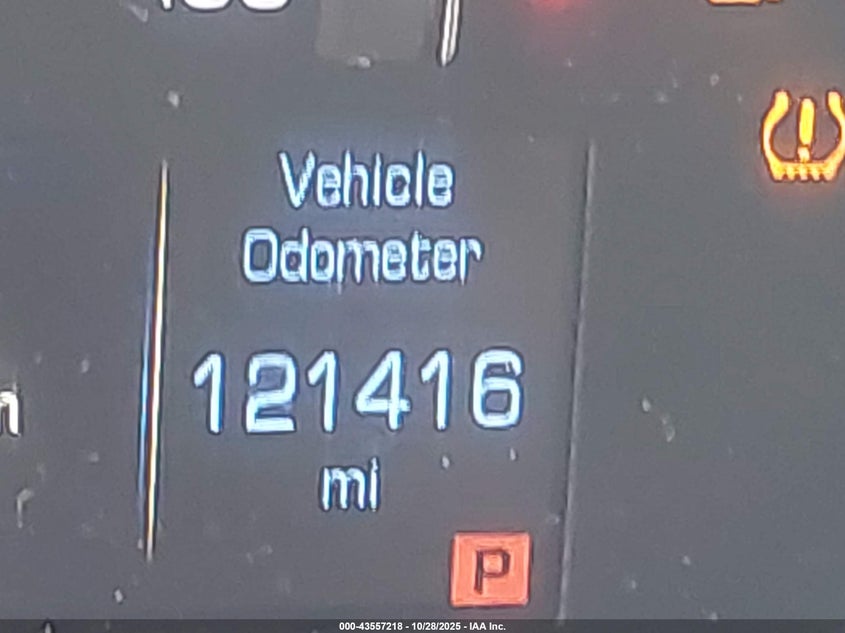 Vehicle
Odometer
121416
mi
P
000-43557218 - 10/28/2025 - IAA Inc.